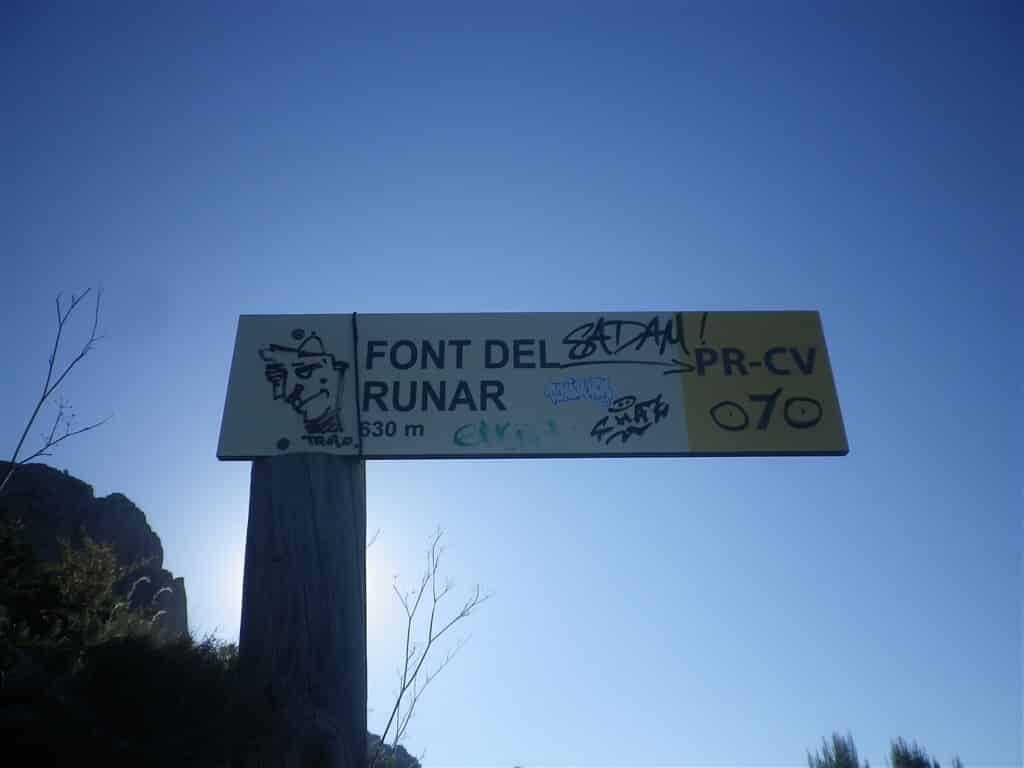 FONT DEL
RUNAR
630 m
SADAM!
PR-CV
070